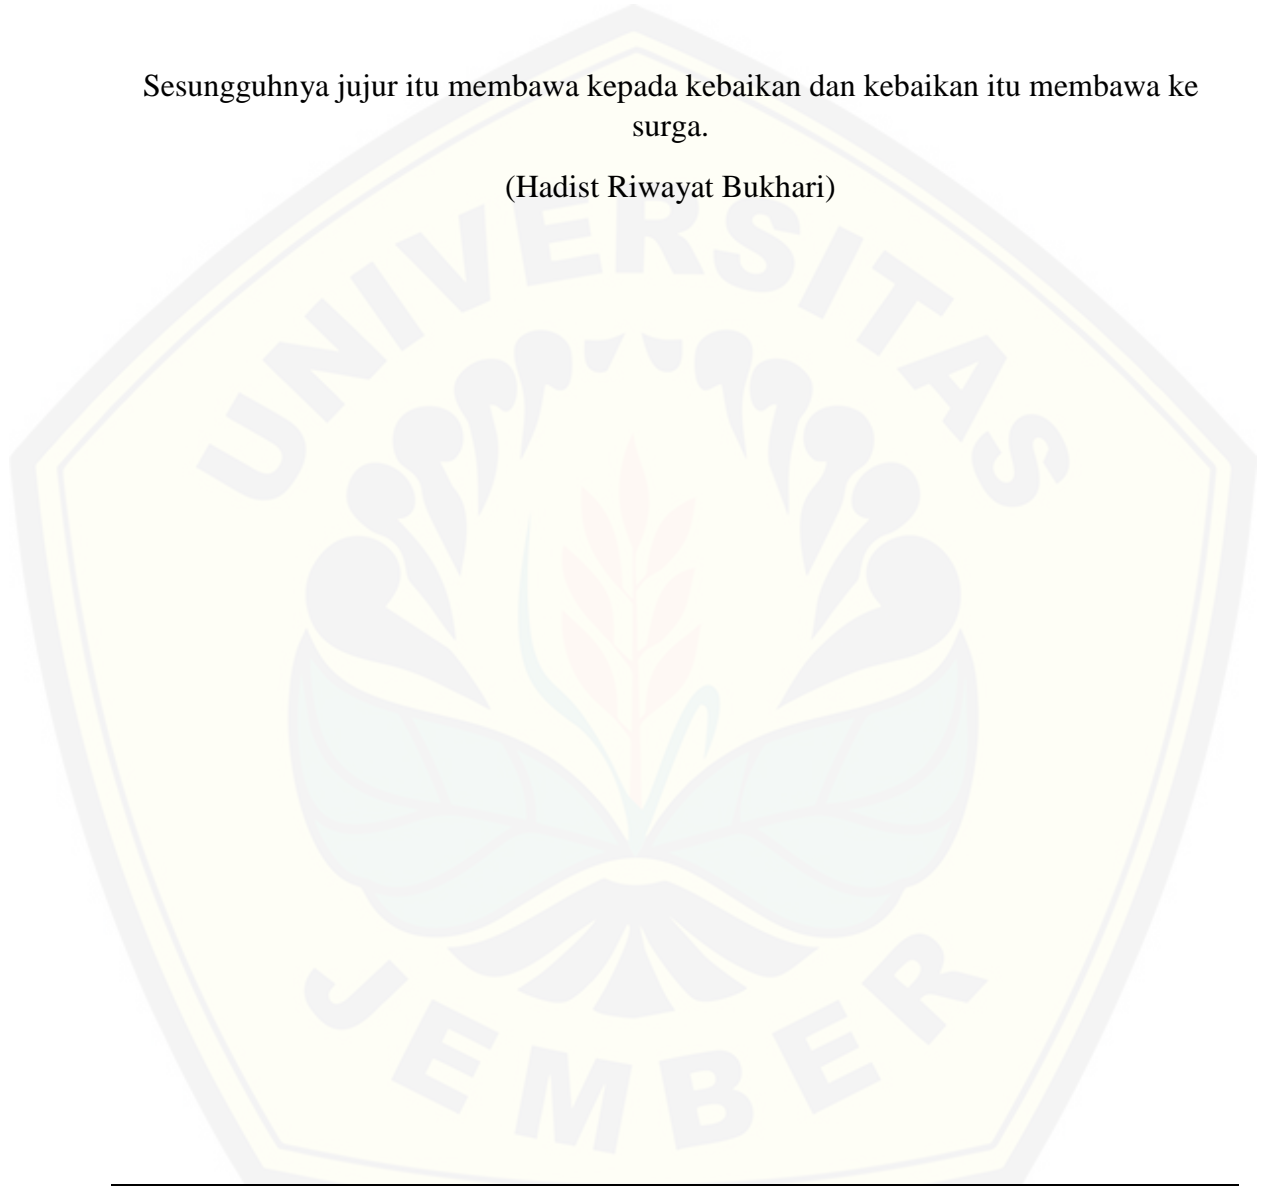 Sesungguhnya jujur itu membawa kepada kebaikan dan kebaikan itu membawa ke
surga.
(Hadist Riwayat Bukhari)
UNIVERSITAS
JEMBER